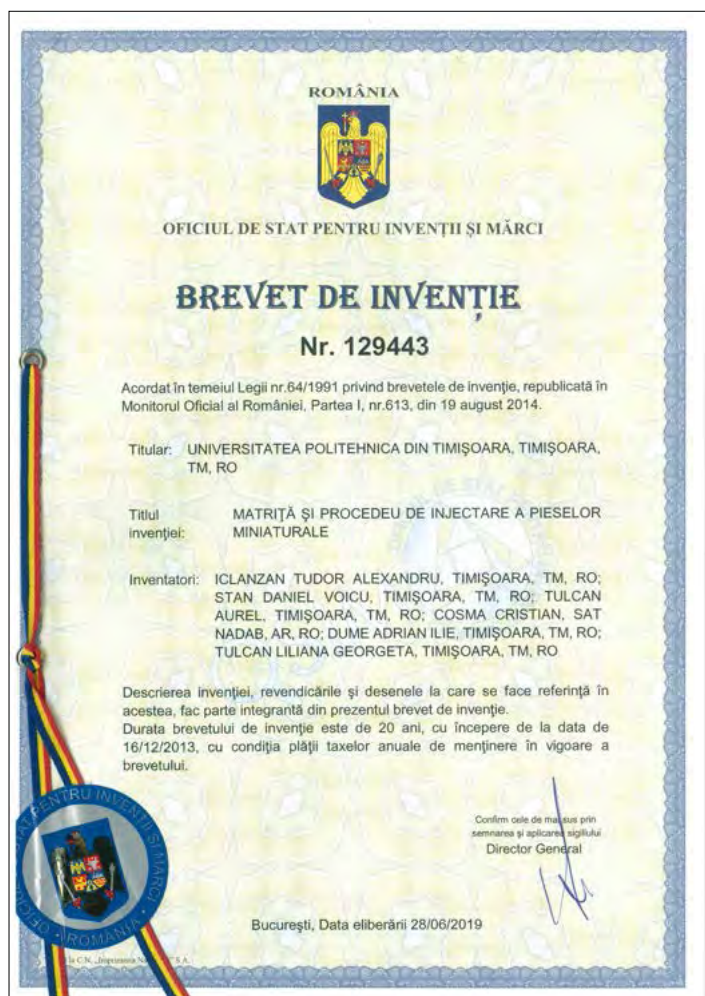 ROMÂNIA
OFICIUL DE STAT PENTRU INVENȚII ȘI MĂRCI
BREVET DE INVENȚIE
Nr. 129443
Acordat în temeiul Legii nr.64/1991 privind brevetele de invenție, republicată în
Monitorul Oficial al României, Partea I, nr.613, din 19 august 2014.
Titular: UNIVERSITATEA POLITEHNICA DIN TIMIȘOARA, TIMIȘOARA,
TM, RO
Titlul MATRIȚĂ ȘI PROCEDEU DE INJECTARE A PIESELOR
invenției: MINIATURALE
Inventatori: ICLANZAN TUDOR ALEXANDRU, TIMIȘOARA, TM, RO;
STAN DANIEL VOICU, TIMIȘOARA, TM, RO; TULCAN
AUREL, TIMIȘOARA, TM, RO; COSMA CRISTIAN, SAT
NADAB, AR, RO; DUME ADRIAN ILIE, TIMIȘOARA, TM, RO;
TULCAN LILIANA GEORGETA, TIMIȘOARA, TM, RO
Descrierea invenției, revendicările și desenele la care se face referință în
acestea, fac parte integrantă din prezentul brevet de invenție.
Durata brevetului de invenție este de 20 ani, cu începere de la data de
16/12/2013, cu condiția plății taxelor anuale de menținere în vigoare a
brevetului.
Confirm cele de mai sus prin
semnarea și aplicarea sigiliului
Director General
București, Data eliberării 28/06/2019
OFICIUL STAT PENTRU INVENȚII ȘI MĂRCI
• ROMÂNIA •
la C.N. „Imprimeria S.A.